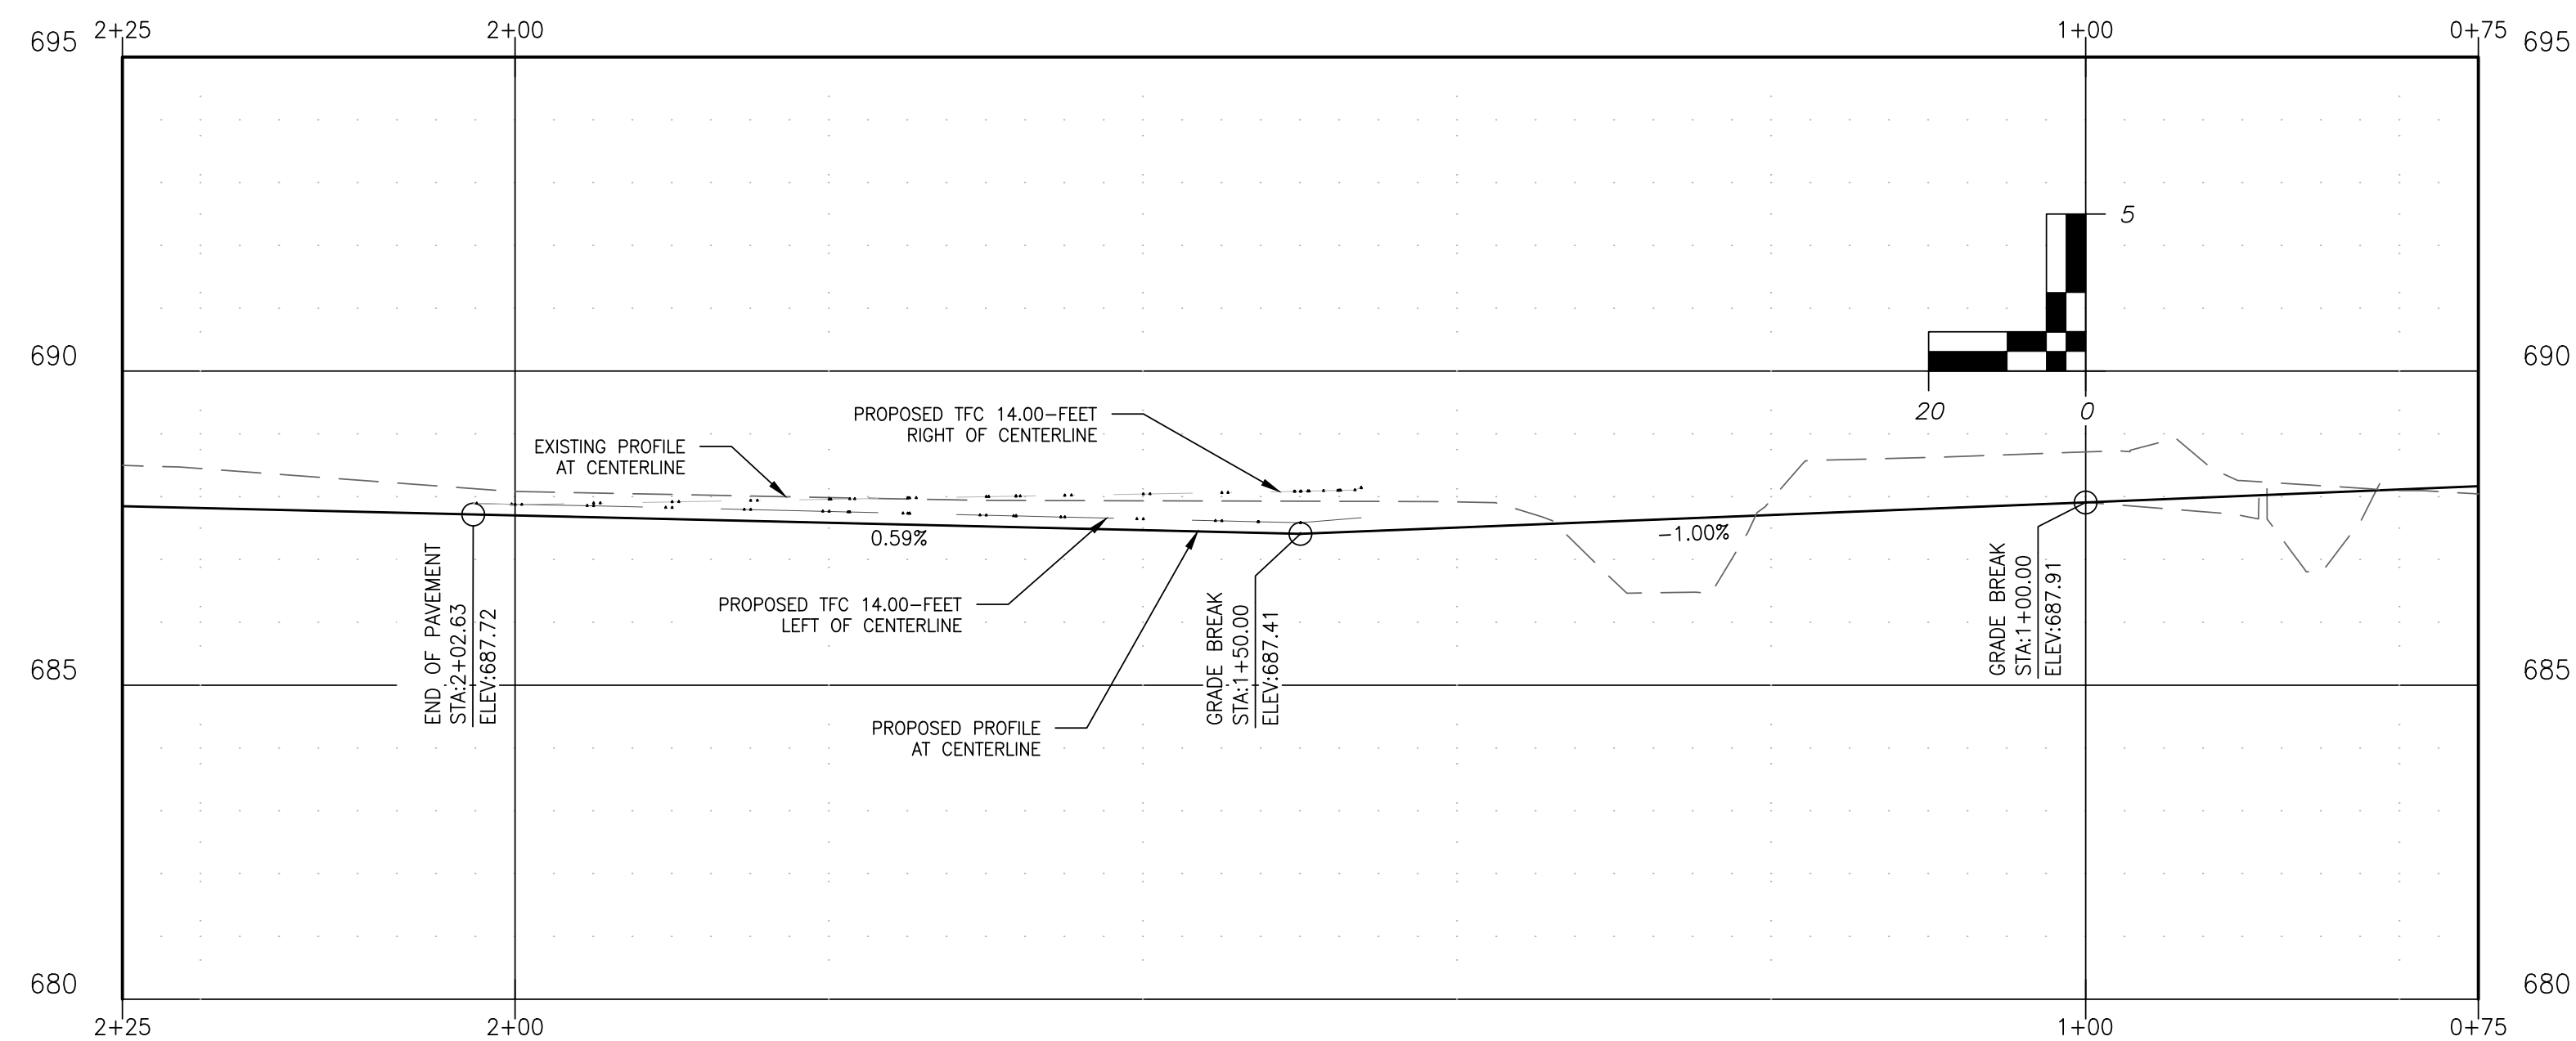 2+25
2+00
1+00
0+75
695
695
5
690
690
20
0
PROPOSED TFC 14.00-FEET
RIGHT OF CENTERLINE
EXISTING PROFILE
AT CENTERLINE
0.59%
-1.00%
END OF PAVEMENT
STA:2+02.63
ELEV:687.72
PROPOSED TFC 14.00-FEET
LEFT OF CENTERLINE
GRADE BREAK
STA:1+50.00
ELEV:687.41
GRADE BREAK
STA:1+00.00
ELEV:687.91
685
685
PROPOSED PROFILE
AT CENTERLINE
680
680
2+25
2+00
1+00
0+75